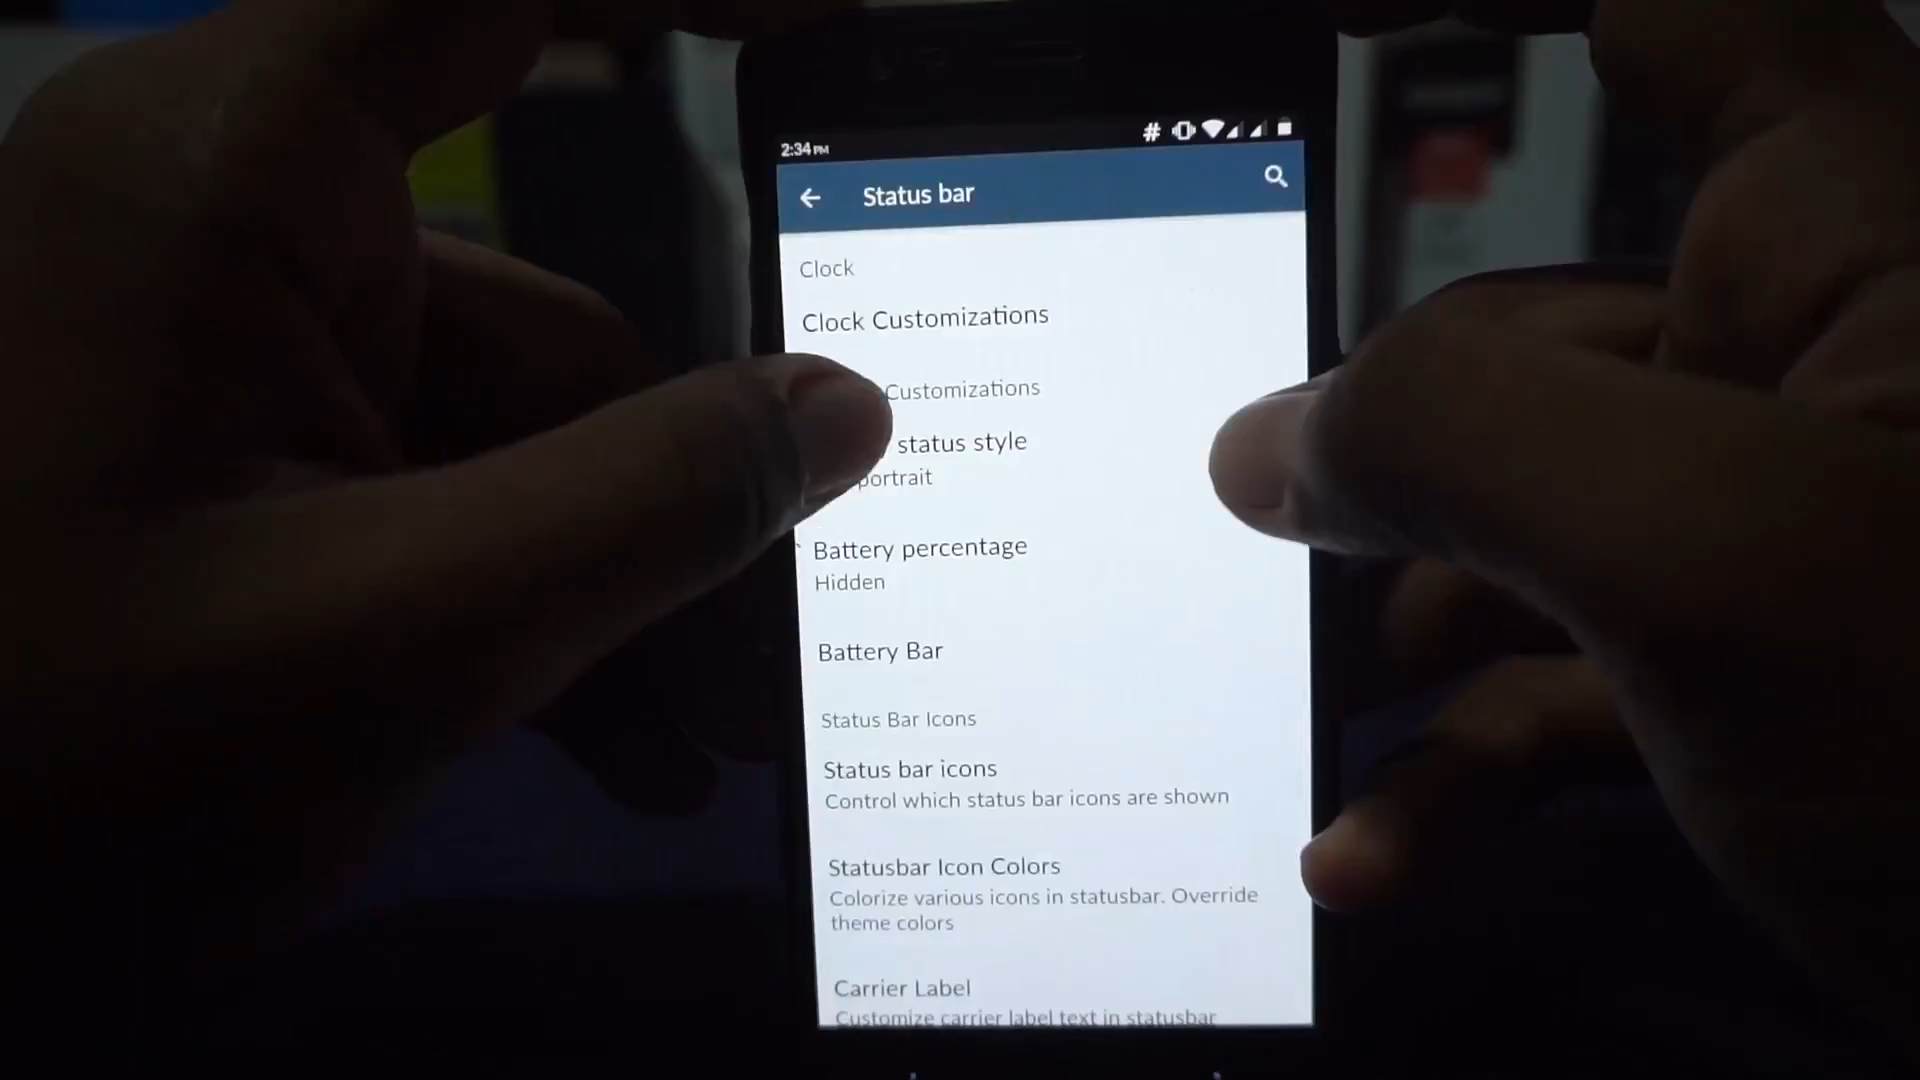 2:34 PM
#
Status bar
Clock
Clock Customizations
Customizations
status style
portrait
Battery percentage
Hidden
Battery Bar
Status Bar Icons
Status bar icons
Control which status bar icons are shown
Statusbar Icon Colors
Colorize various icons in statusbar. Override
theme colors
Carrier Label
Customize carrier label text in statusbar